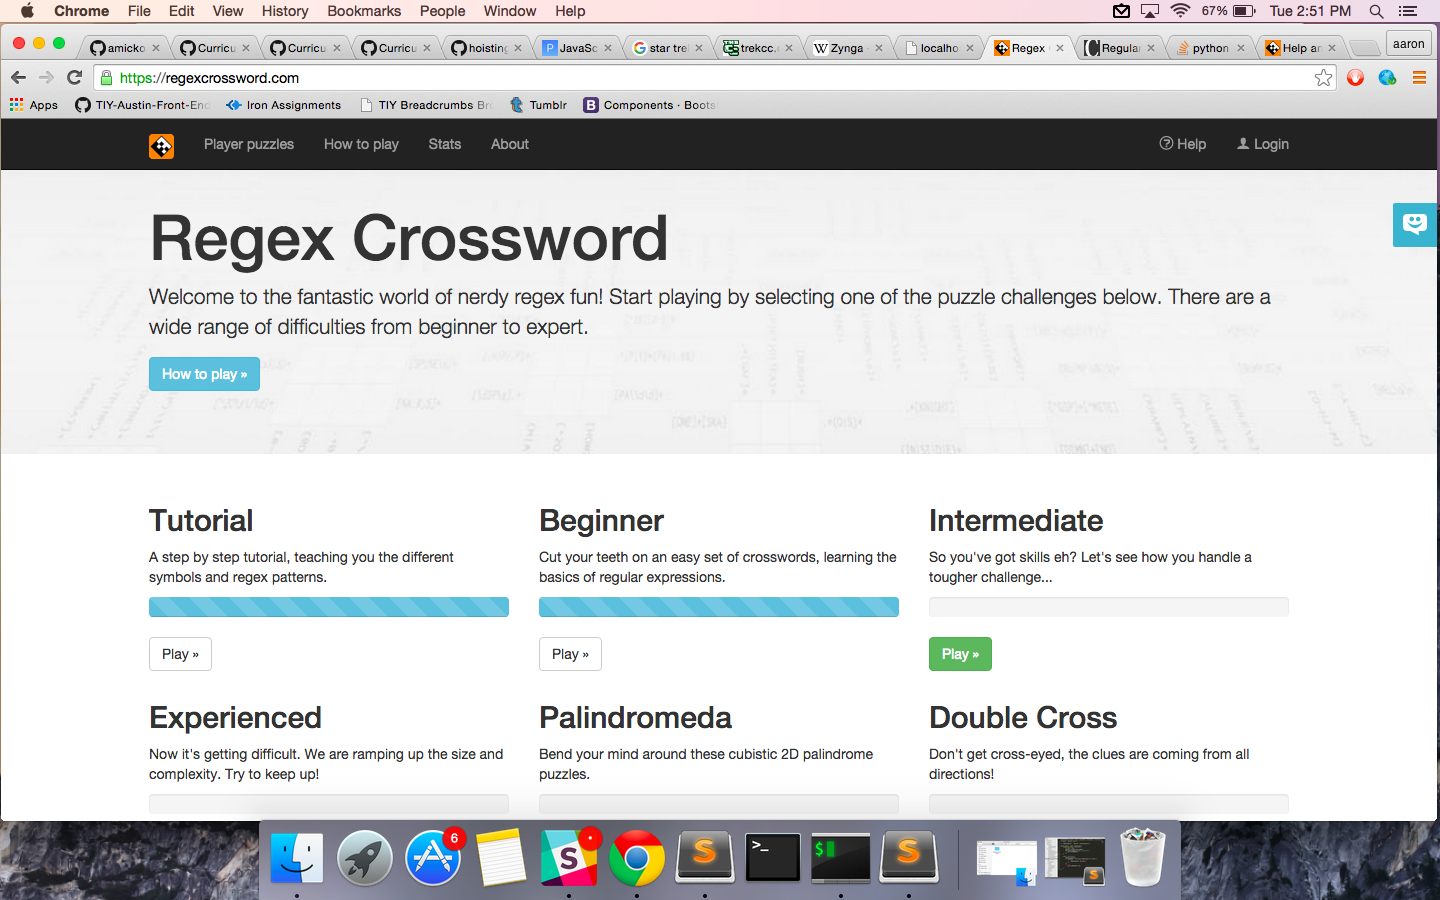 Chrome File Edit View History Bookmarks People Window Help 67% Tue 2:51 PM
amicko Curricu Curricu Curricu hoisting JavaSc star trek trekcc. Zynga localho Regex Regular python Help an aaron
https://regexcrossword.com
Apps TIY-Austin-Front-End Iron Assignments TIY Breadcrumbs Bro Tumblr Components · Boots
Player puzzles How to play Stats About Help Login
Regex Crossword
Welcome to the fantastic world of nerdy regex fun! Start playing by selecting one of the puzzle challenges below. There are a
wide range of difficulties from beginner to expert.
How to play »
Tutorial
A step by step tutorial, teaching you the different
symbols and regex patterns.
Play »
Beginner
Cut your teeth on an easy set of crosswords, learning the
basics of regular expressions.
Play »
Intermediate
So you've got skills eh? Let's see how you handle a
tougher challenge...
Play »
Experienced
Now it's getting difficult. We are ramping up the size and
complexity. Try to keep up!
Palindromeda
Bend your mind around these cubistic 2D palindrome
puzzles.
Double Cross
Don't get cross-eyed, the clues are coming from all
directions!
6